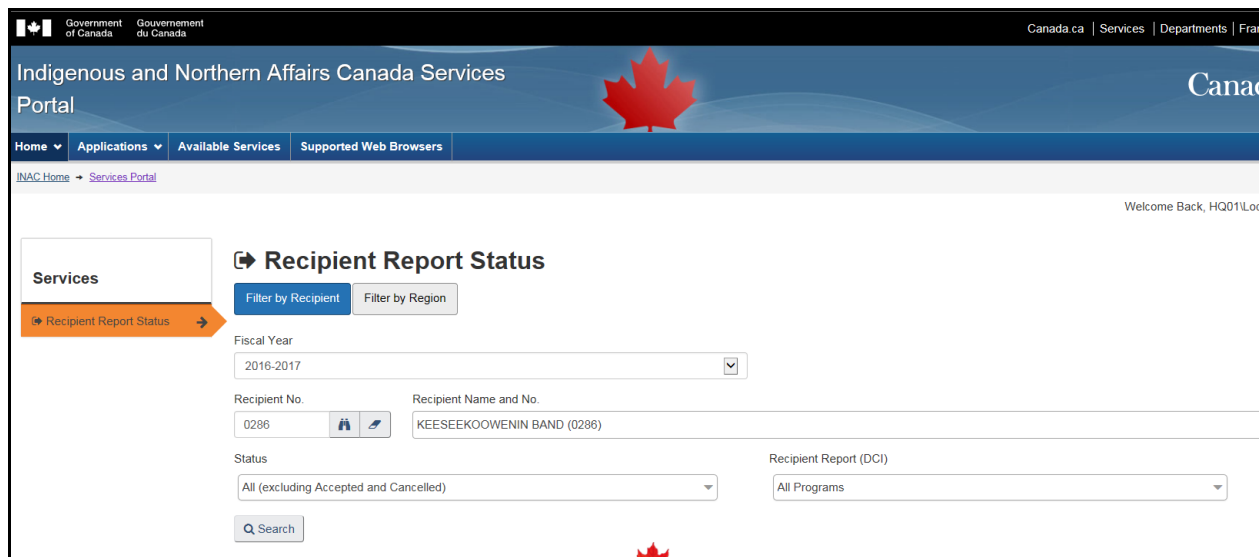 Government Gouvernement
of Canada du Canada
Canada.ca | Services | Departments |
Indigenous and Northern Affairs Canada Services
Portal
Home Applications Available Services Supported Web Browsers
INAC Home → Services Portal
Welcome Back,
Services
Recipient Report Status
Recipient Report Status
Filter by Recipient Filter by Region
Fiscal Year
2016-2017
Recipient No. Recipient Name and No.
0286 KEESEEKOOWENIN BAND (0286)
Status Recipient Report (DCI)
All (excluding Accepted and Cancelled) All Programs
Search